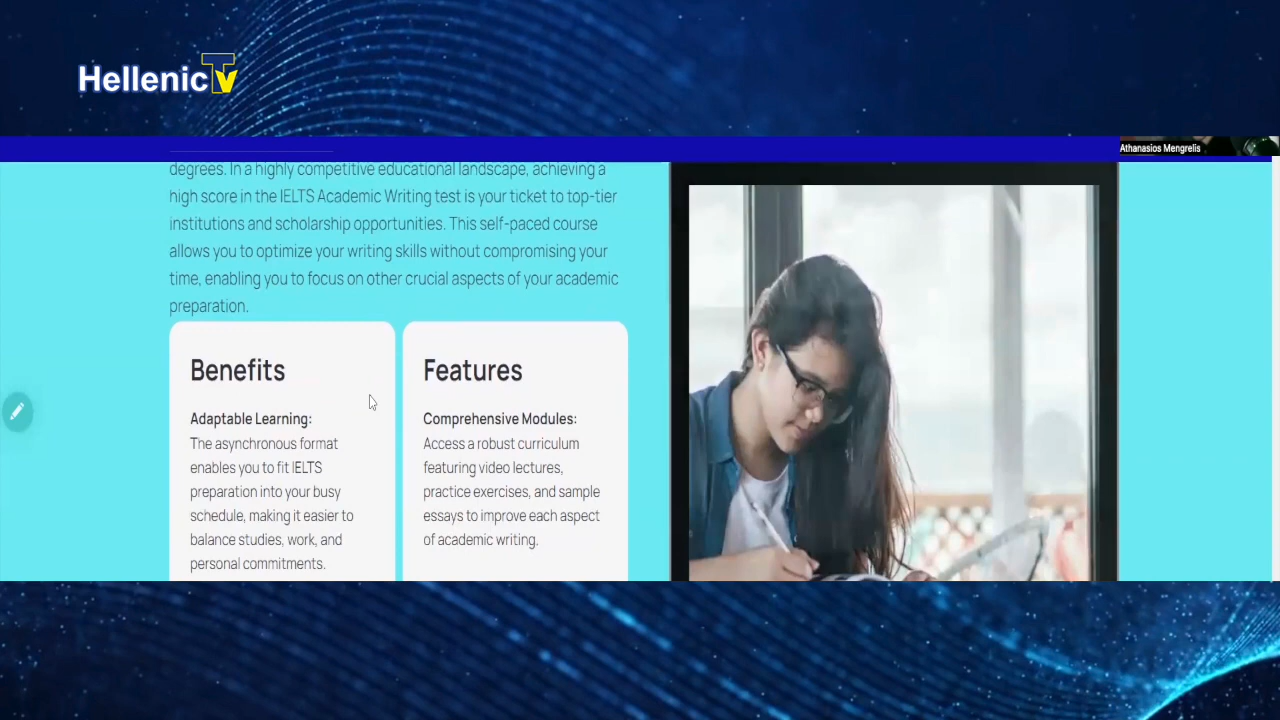 HellenicTv
Athanasios Mengrelis
degrees. In a highly competitive educational landscape, achieving a
high score in the IELTS Academic Writing test is your ticket to top-tier
institutions and scholarship opportunities. This self-paced course
allows you to optimize your writing skills without compromising your
time, enabling you to focus on other crucial aspects of your academic
preparation.
Benefits
Adaptable Learning:
The asynchronous format
enables you to fit IELTS
preparation into your busy
schedule, making it easier to
balance studies, work, and
personal commitments.
Features
Comprehensive Modules:
Access a robust curriculum
featuring video lectures,
practice exercises, and sample
essays to improve each aspect
of academic writing.